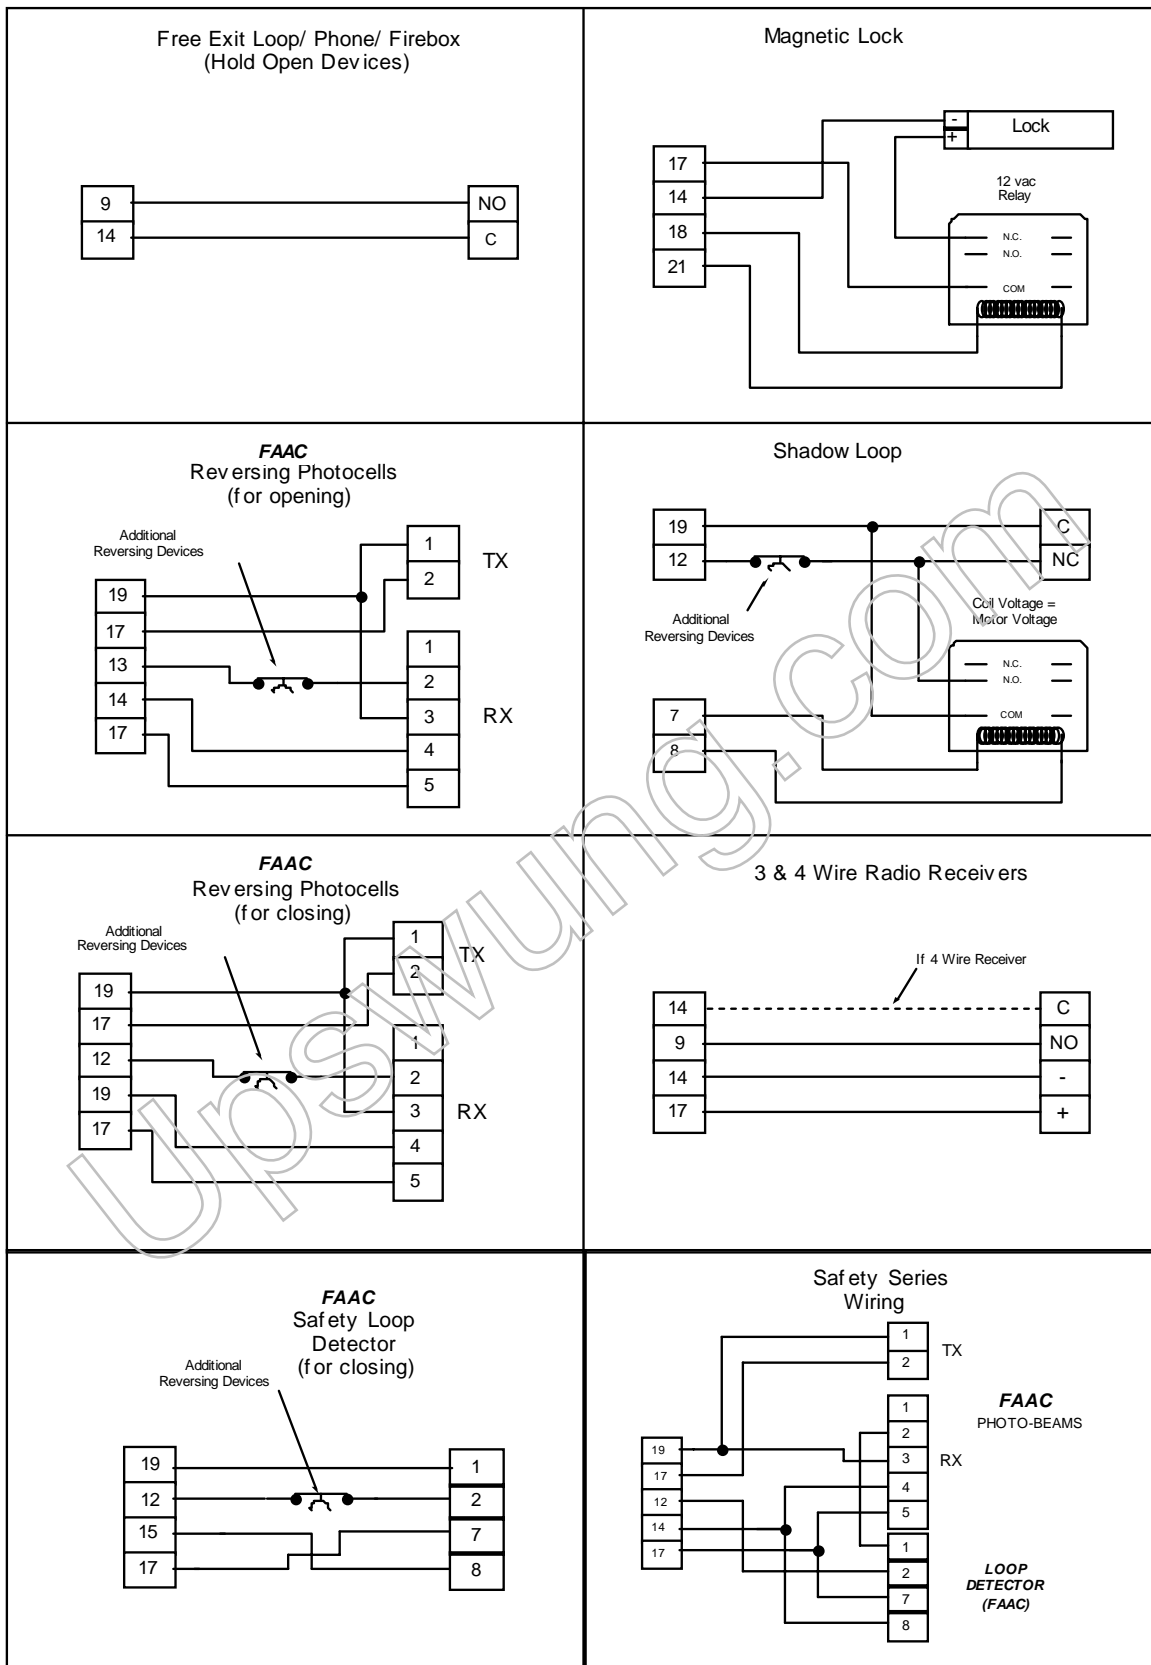 Free Exit Loop/ Phone/ Firebox
(Hold Open Devices)
9
14
NO
C
Magnetic Lock
17
14
18
21
-
+
Lock
12 vac
Relay
N.C.
N.O.
COM
FAAC
Reversing Photocells
(for opening)
Additional
Reversing Devices
19
17
13
14
17
1
2
TX
1
2
3
4
5
RX
Shadow Loop
19
12
C
NC
Additional
Reversing Devices
Coil Voltage =
Motor Voltage
7
8
N.C.
N.O.
COM
FAAC
Reversing Photocells
(for closing)
Additional
Reversing Devices
19
17
12
19
17
1
2
TX
1
2
3
4
5
RX
3 & 4 Wire Radio Receivers
If 4 Wire Receiver
14
9
14
17
C
NO
-
+
FAAC
Safety Loop
Detector
(for closing)
Additional
Reversing Devices
19
12
15
17
1
2
7
8
Safety Series
Wiring
1
2
TX
FAAC
PHOTO-BEAMS
19
17
12
14
17
1
2
3
4
5
RX
1
2
7
8
LOOP
DETECTOR
(FAAC)
Upswung.com